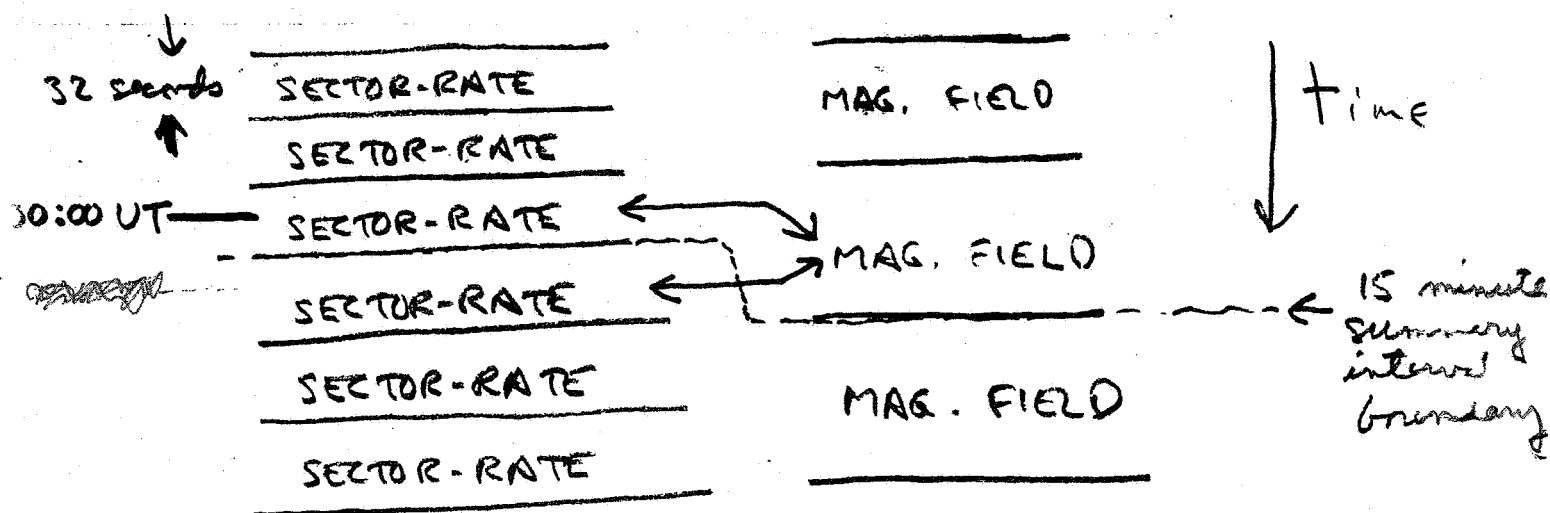 32 seconds
SECTOR-RATE
MAG. FIELD
time
SECTOR-RATE
0:00 UT
SECTOR-RATE
MAG. FIELD
SECTOR-RATE
15 minute
summary
interval
boundary
SECTOR-RATE
MAG. FIELD
SECTOR-RATE